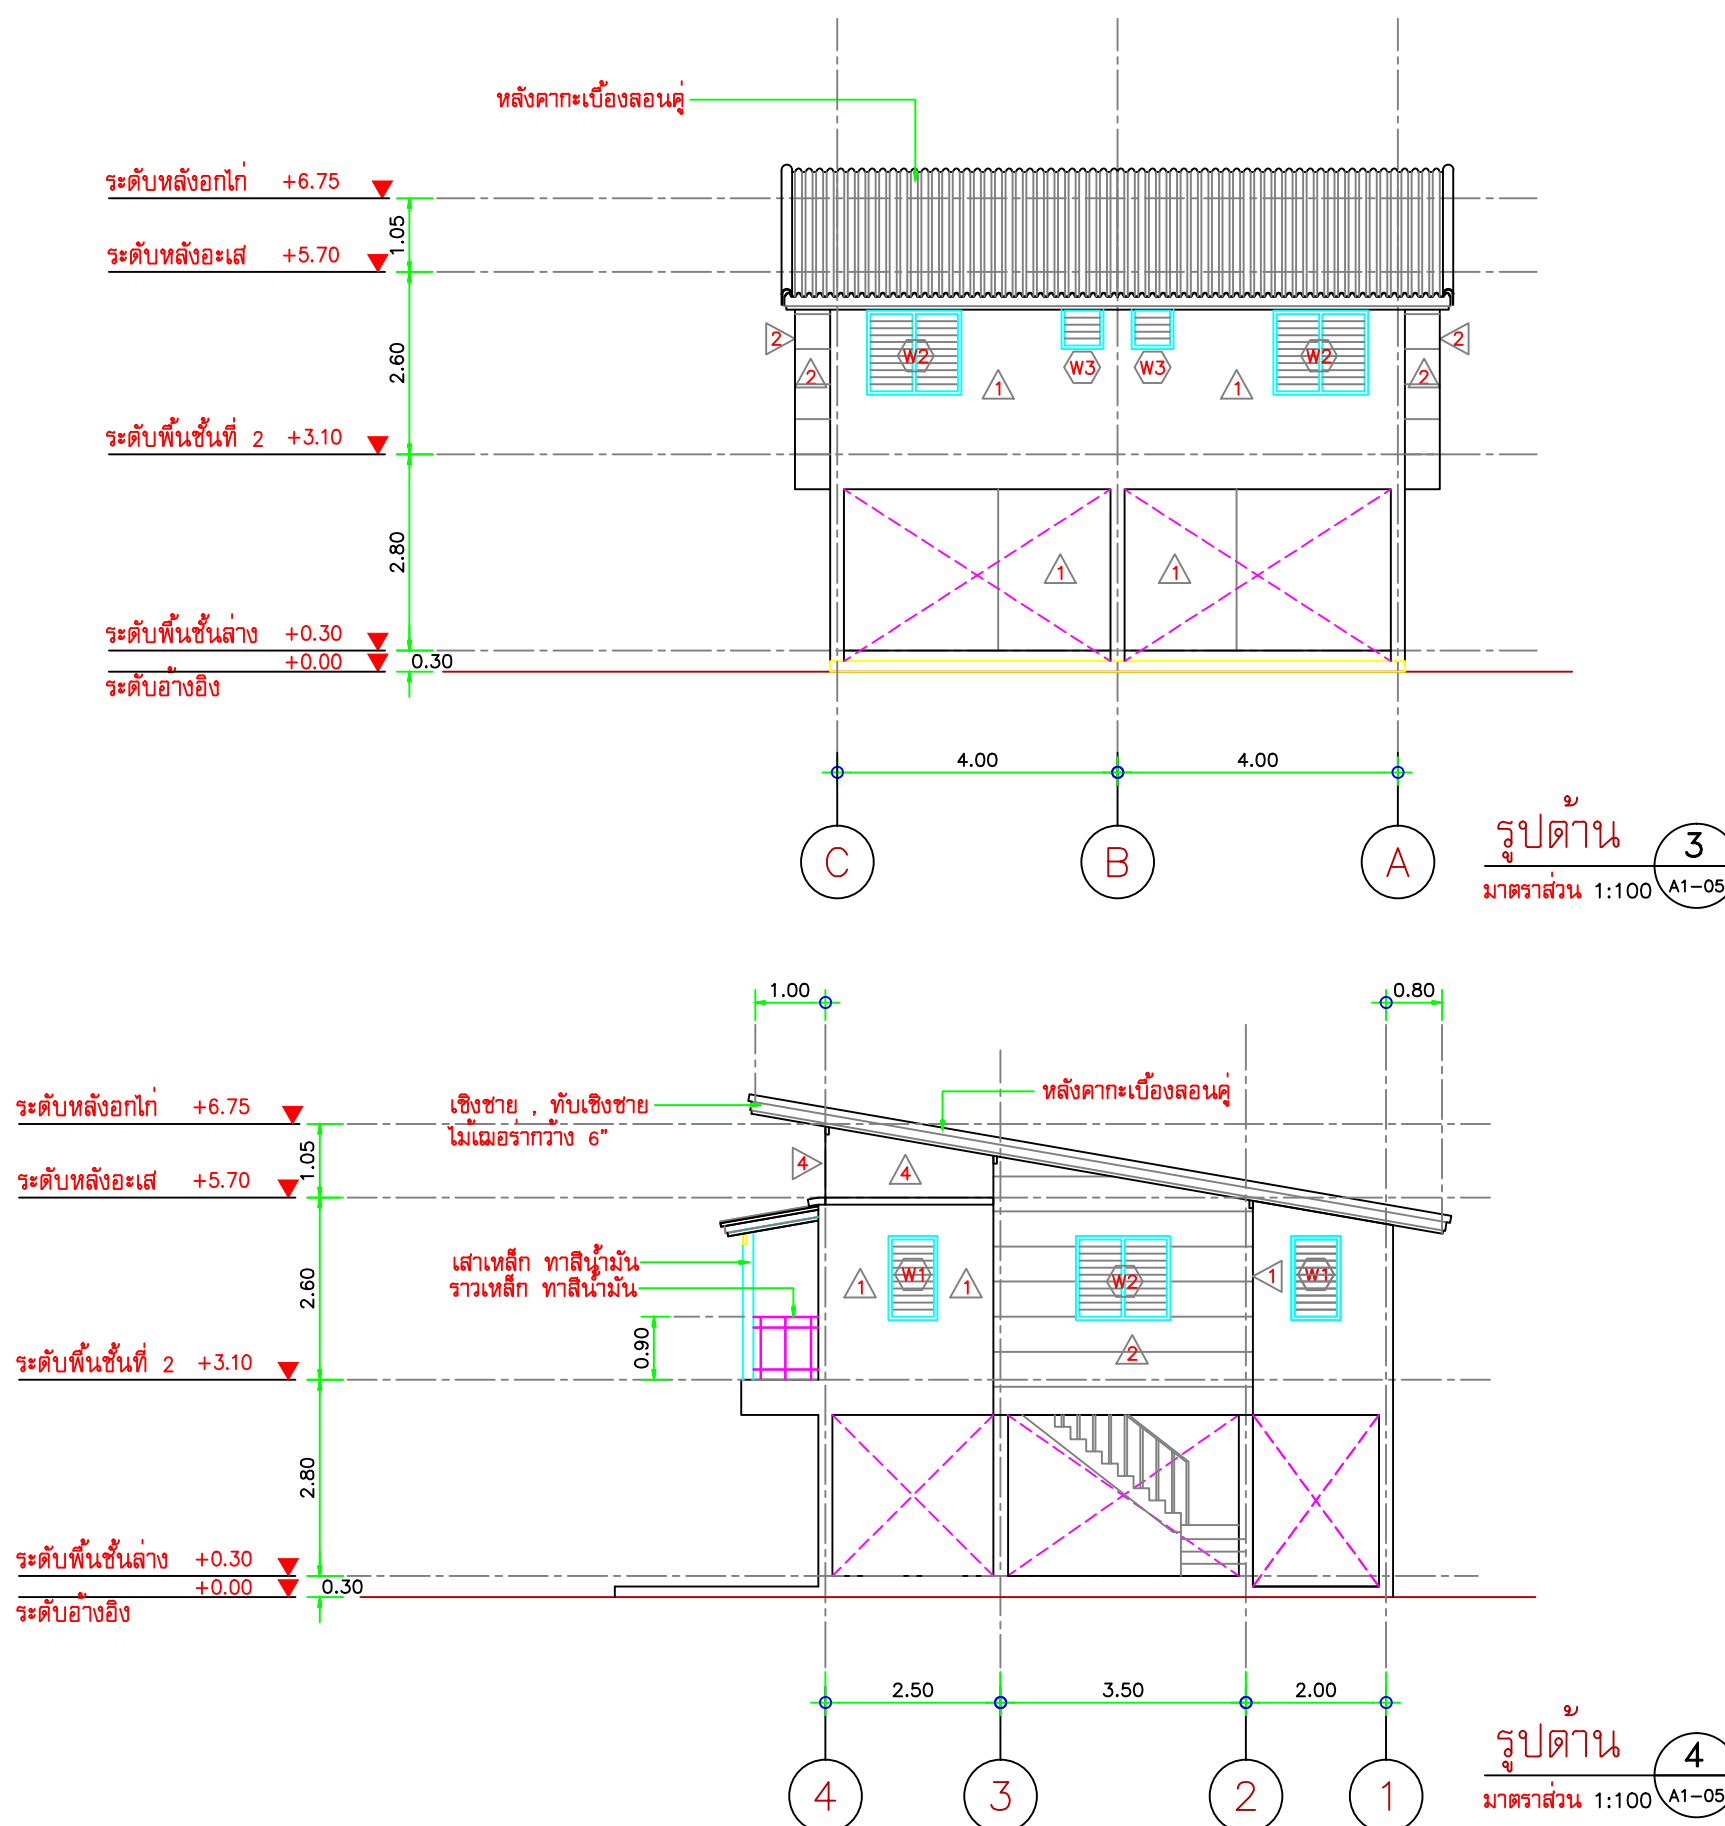 หลังคากะเบื้องลอนคู่
ระดับหลังอกไก่ +6.75
1.05
ระดับหลังอะเส +5.70
2.60
2 2
W2 W3 W3 W2
2 1 1 2
ระดับพื้นชั้นที่ 2 +3.10
2.80
1 1
ระดับพื้นชั้นล่าง +0.30
+0.00 0.30
ระดับอ้างอิง
4.00 4.00
C B A
รูปด้าน 3
มาตราส่วน 1:100 A1-05
1.00 0.80
หลังคากะเบื้องลอนคู่
ระดับหลังอกไก่ +6.75
เชิงชาย , ทับเชิงชาย
ไม้เฌอร่ากว้าง 6"
1.05
4 4
ระดับหลังอะเส +5.70
เสาเหล็ก ทาสีน้ำมัน
ราวเหล็ก ทาสีน้ำมัน
2.60
1 W1 1 W2 1 W1
0.90
2
ระดับพื้นชั้นที่ 2 +3.10
2.80
ระดับพื้นชั้นล่าง +0.30
+0.00 0.30
ระดับอ้างอิง
2.50 3.50 2.00
4 3 2 1
รูปด้าน 4
มาตราส่วน 1:100 A1-05